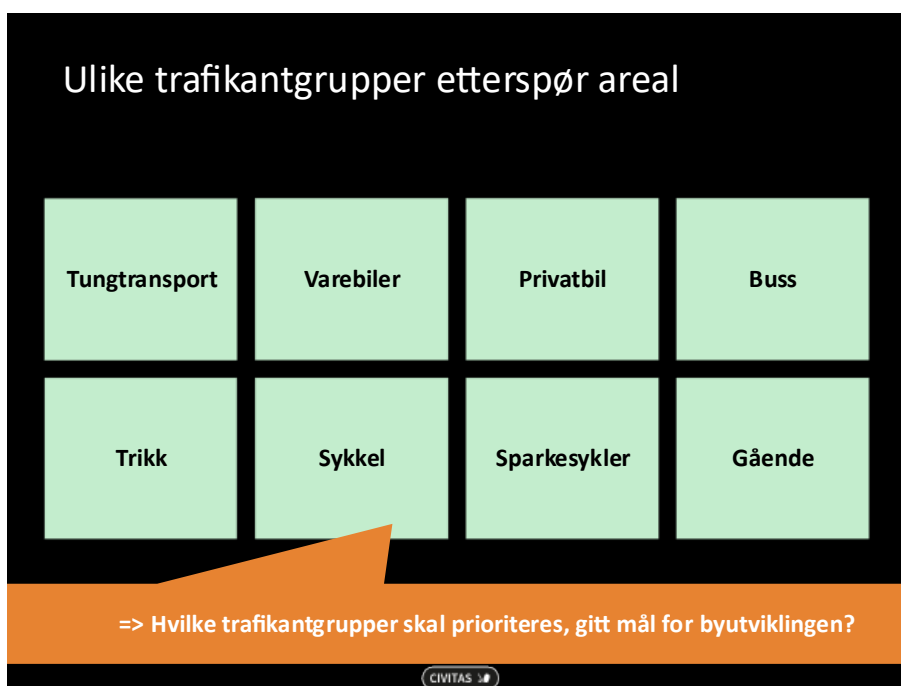 Ulike trafikantgrupper etterspør areal
Tungtransport
Varebiler
Privatbil
Buss
Trikk
Sykkel
Sparkesykler
Gående
=> Hvilke trafikantgrupper skal prioriteres, gitt mål for byutviklingen?
CIVITAS